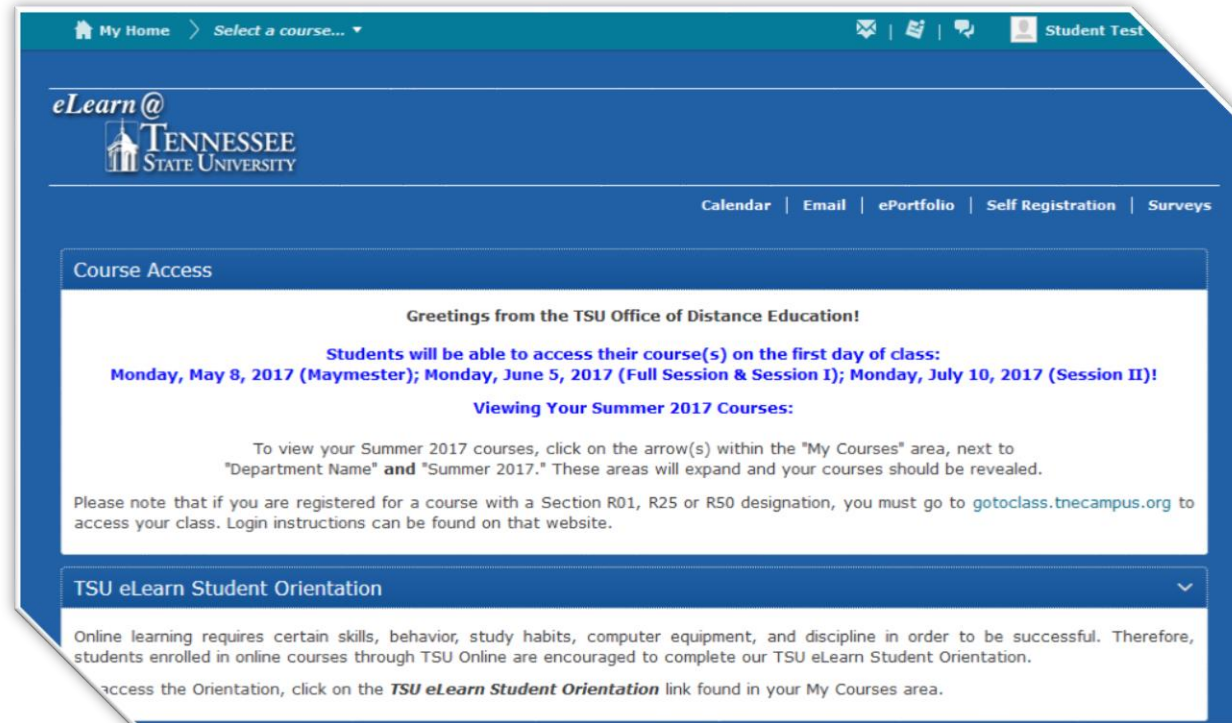 My Home > Select a course... | | Student Test
eLearn@
TENNESSEE
STATE UNIVERSITY
Calendar | Email | ePortfolio | Self Registration | Surveys
Course Access
Greetings from the TSU Office of Distance Education!
Students will be able to access their course(s) on the first day of class:
Monday, May 8, 2017 (Maymester); Monday, June 5, 2017 (Full Session & Session I); Monday, July 10, 2017 (Session II)!
Viewing Your Summer 2017 Courses:
To view your Summer 2017 courses, click on the arrow(s) within the "My Courses" area, next to
"Department Name" and "Summer 2017." These areas will expand and your courses should be revealed.
Please note that if you are registered for a course with a Section R01, R25 or R50 designation, you must go to gotoclass.tnecampus.org to
access your class. Login instructions can be found on that website.
TSU eLearn Student Orientation
Online learning requires certain skills, behavior, study habits, computer equipment, and discipline in order to be successful. Therefore,
students enrolled in online courses through TSU Online are encouraged to complete our TSU eLearn Student Orientation.
access the Orientation, click on the TSU eLearn Student Orientation link found in your My Courses area.